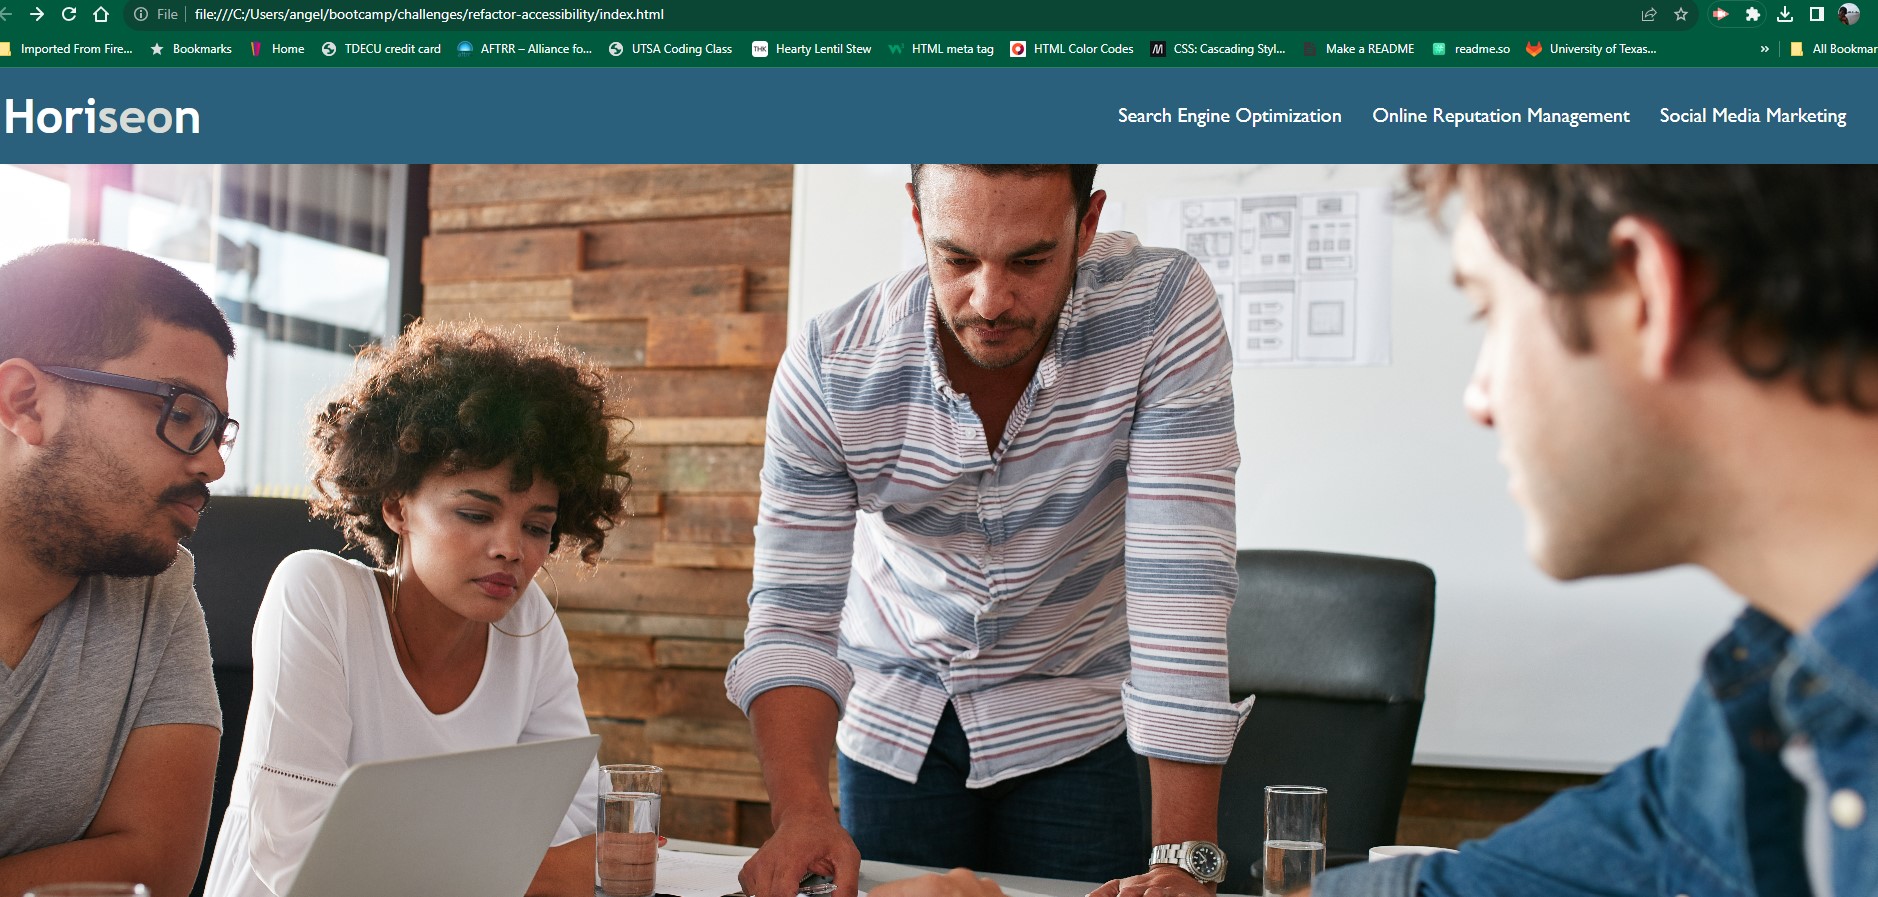 File file:///C:/Users/angel/bootcamp/challenges/refactor-accessibility/index.html
Imported From Fire... Bookmarks Home TDECU credit card AFTRR – Alliance fo... UTSA Coding Class THK Hearty Lentil Stew HTML meta tag HTML Color Codes M CSS: Cascading Styl... Make a README readme.so University of Texas... » All Bookmar
Horiseon Search Engine Optimization Online Reputation Management Social Media Marketing